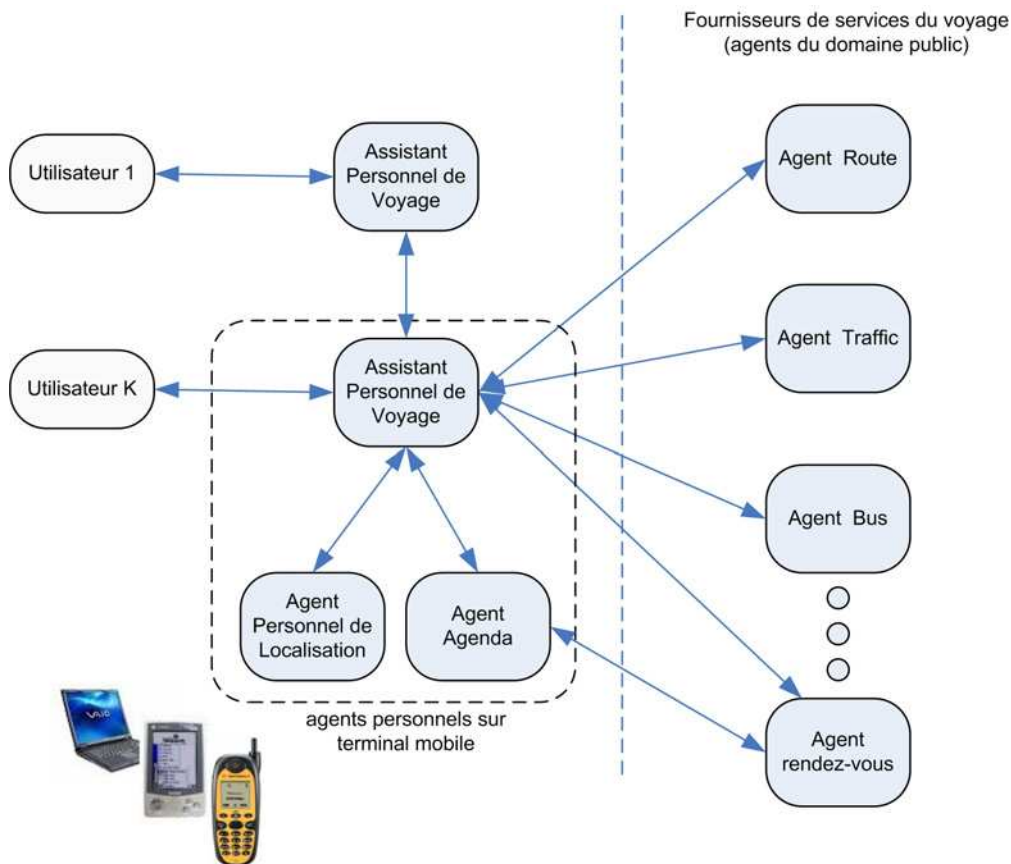 Fournisseurs de services du voyage
(agents du domaine public)
Utilisateur 1
Assistant
Personnel de
Voyage
Agent Route
Utilisateur K
Assistant
Personnel de
Voyage
Agent Traffic
Agent Bus
Agent
Personnel de
Localisation
Agent
Agenda
agents personnels sur
terminal mobile
Agent
rendez-vous
VAIO